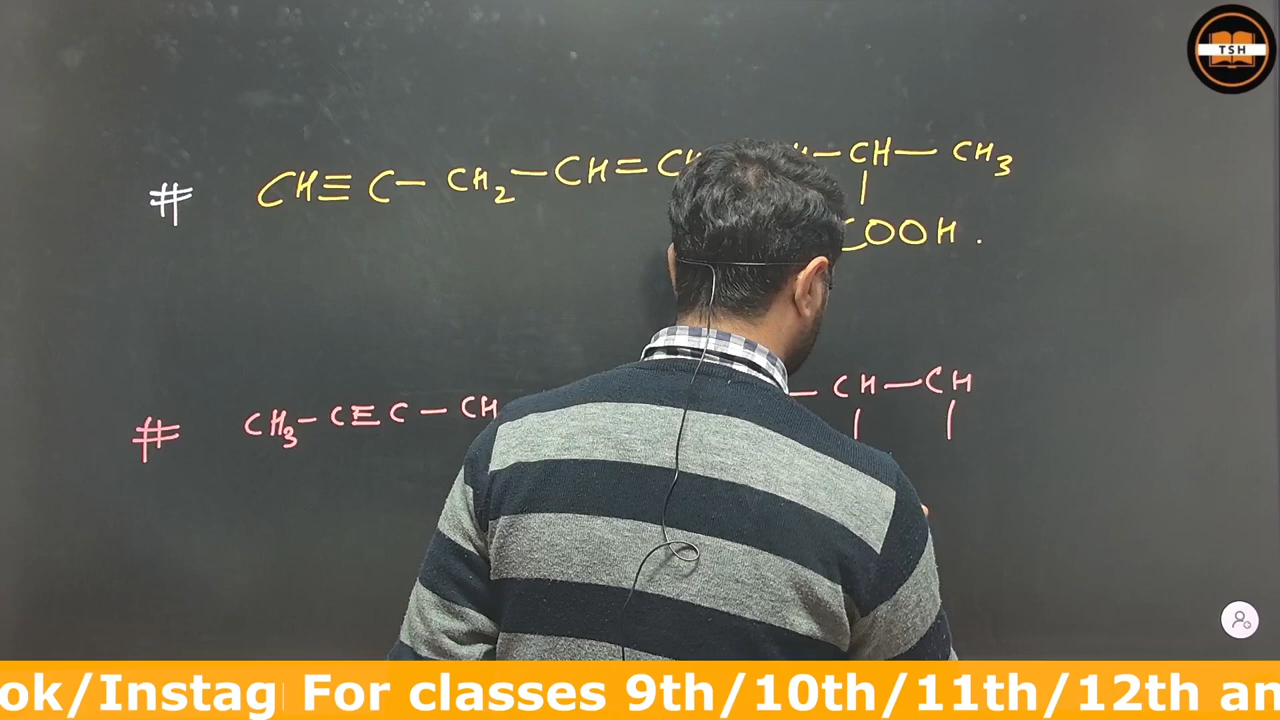 TSH
# CH≡C—CH₂—CH=CH —CH—CH₃
|
COOH.
# CH₃—C≡C—CH —CH—CH
| |
ok/Instag For classes 9th/10th/11th/12th an